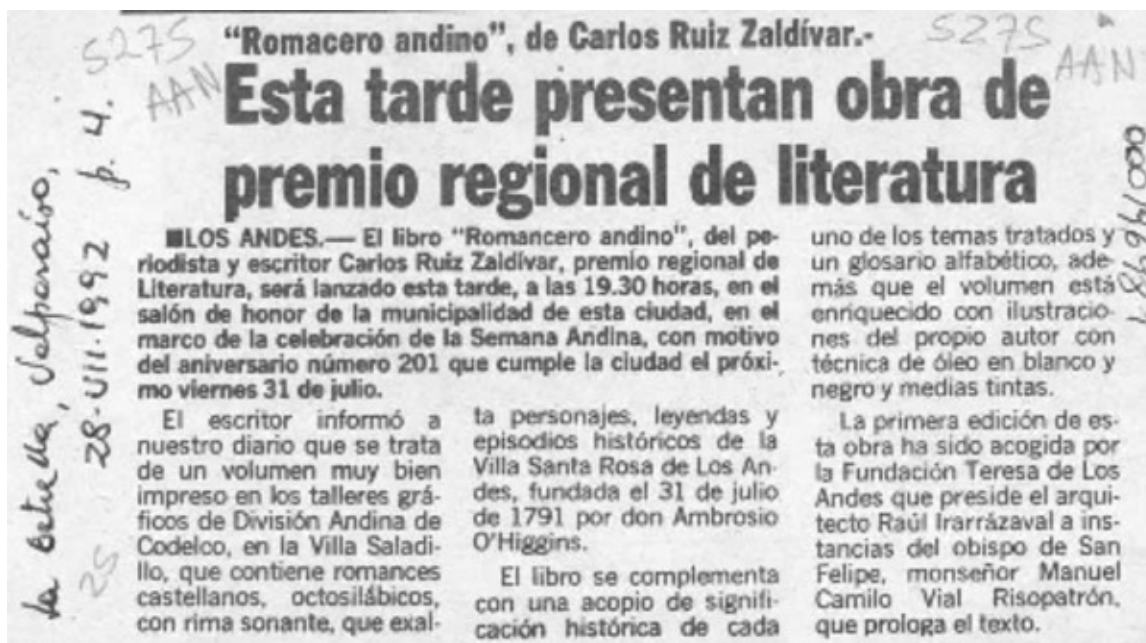 "Romacero andino", de Carlos Ruiz Zaldívar.-
Esta tarde presentan obra de
premio regional de literatura
■LOS ANDES.— El libro "Romancero andino", del pe-
riodista y escritor Carlos Ruiz Zaldívar, premio regional de
Literatura, será lanzado esta tarde, a las 19.30 horas, en el
salón de honor de la municipalidad de esta ciudad, en el
marco de la celebración de la Semana Andina, con motivo
del aniversario número 201 que cumple la ciudad el próxi-
mo viernes 31 de julio.
El escritor informó a
nuestro diario que se trata
de un volumen muy bien
impreso en los talleres grá-
ficos de División Andina de
Codelco, en la Villa Saladi-
llo, que contiene romances
castellanos, octosilábicos,
con rima sonante, que exal-
ta personajes, leyendas y
episodios históricos de la
Villa Santa Rosa de Los An-
des, fundada el 31 de julio
de 1791 por don Ambrosio
O'Higgins.
El libro se complementa
con una acopio de signifi-
cación histórica de cada
uno de los temas tratados y
un glosario alfabético, ade-
más que el volumen está
enriquecido con ilustracio-
nes del propio autor con
técnica de óleo en blanco y
negro y medias tintas.
La primera edición de es-
ta obra ha sido acogida por
la Fundación Teresa de Los
Andes que preside el arqui-
tecto Raúl Irarrázaval a ins-
tancias del obispo de San
Felipe, monseñor Manuel
Camilo Vial Risopatrón,
que prologa el texto.
La Estrella, Valparaíso,
28-VII-1992 p. 4.
5275
AAN
5275
AAN